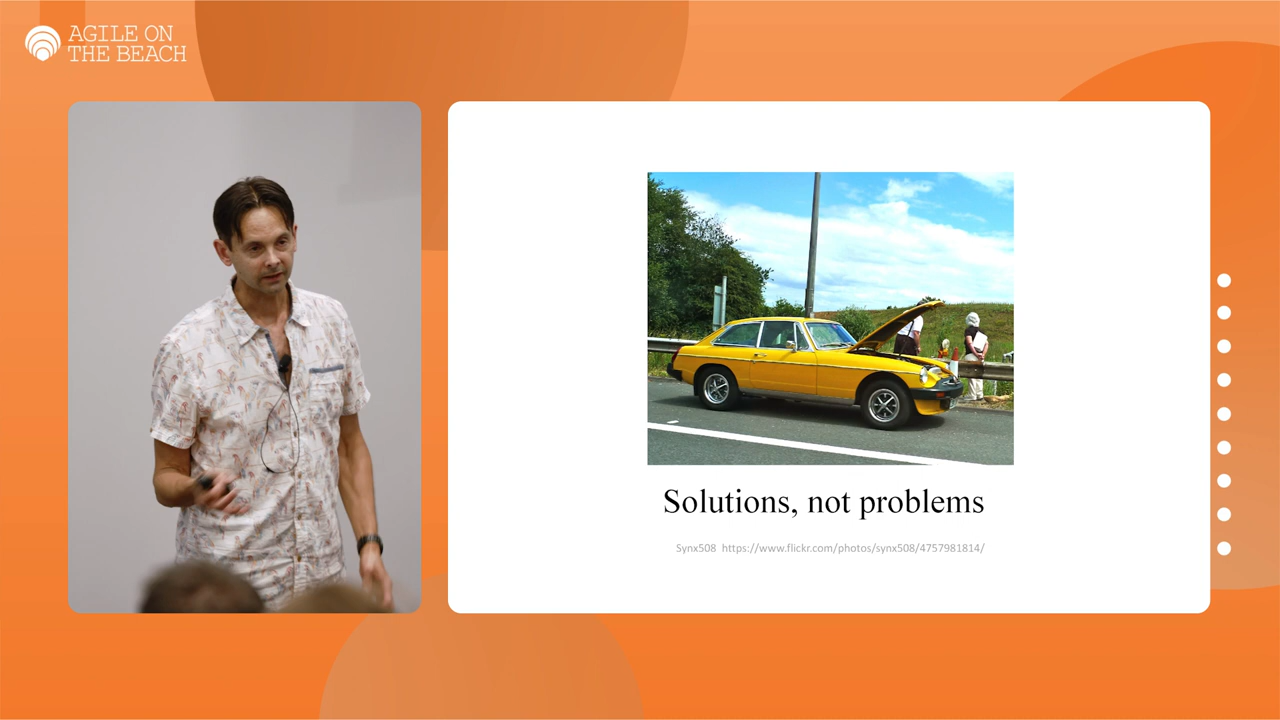 AGILE ON
THE BEACH
Solutions, not problems
Synx508 https://www.flickr.com/photos/synx508/4757981814/